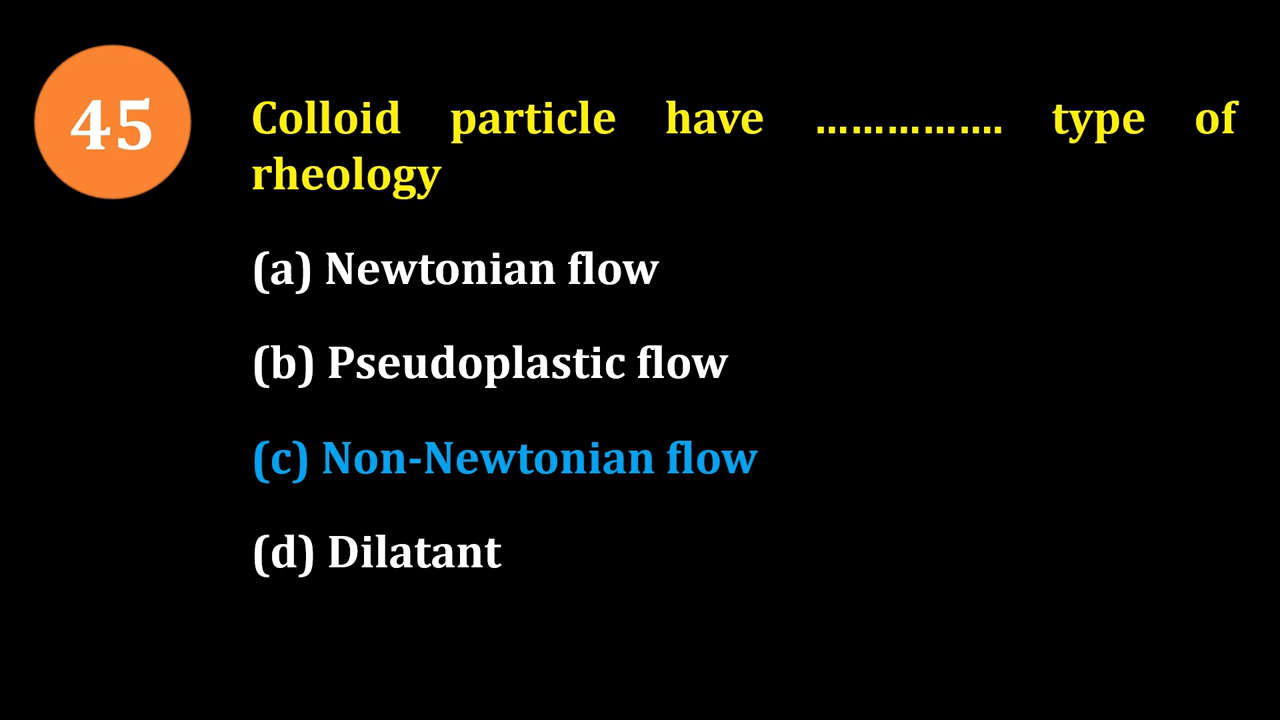 45
Colloid particle have ................ type of
rheology
(a) Newtonian flow
(b) Pseudoplastic flow
(c) Non-Newtonian flow
(d) Dilatant